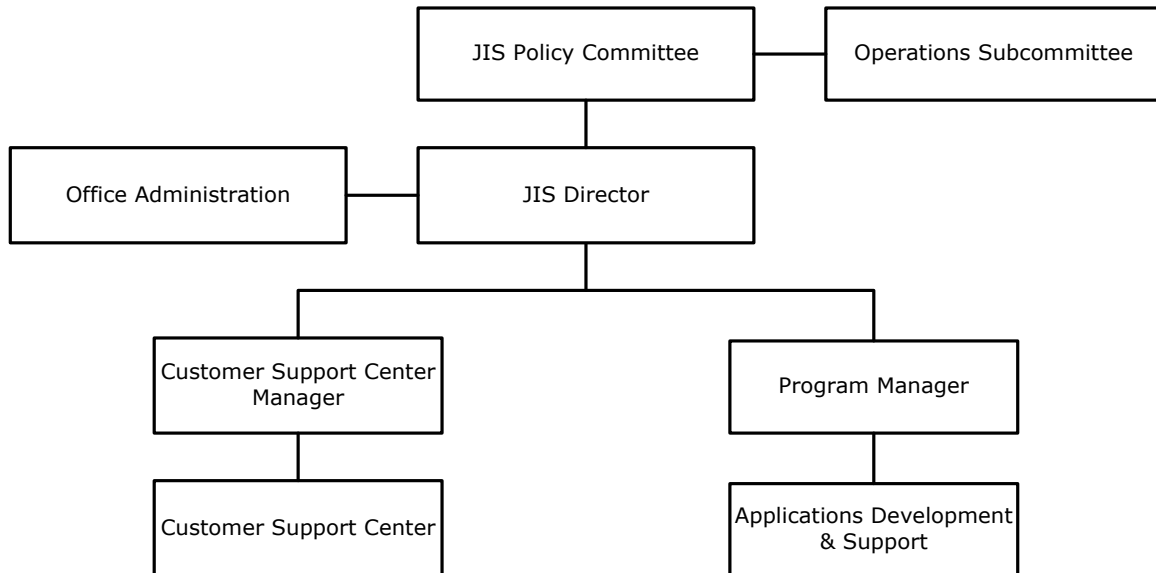 JIS Policy Committee
Operations Subcommittee
Office Administration
JIS Director
Customer Support Center
Manager
Program Manager
Customer Support Center
Applications Development
& Support